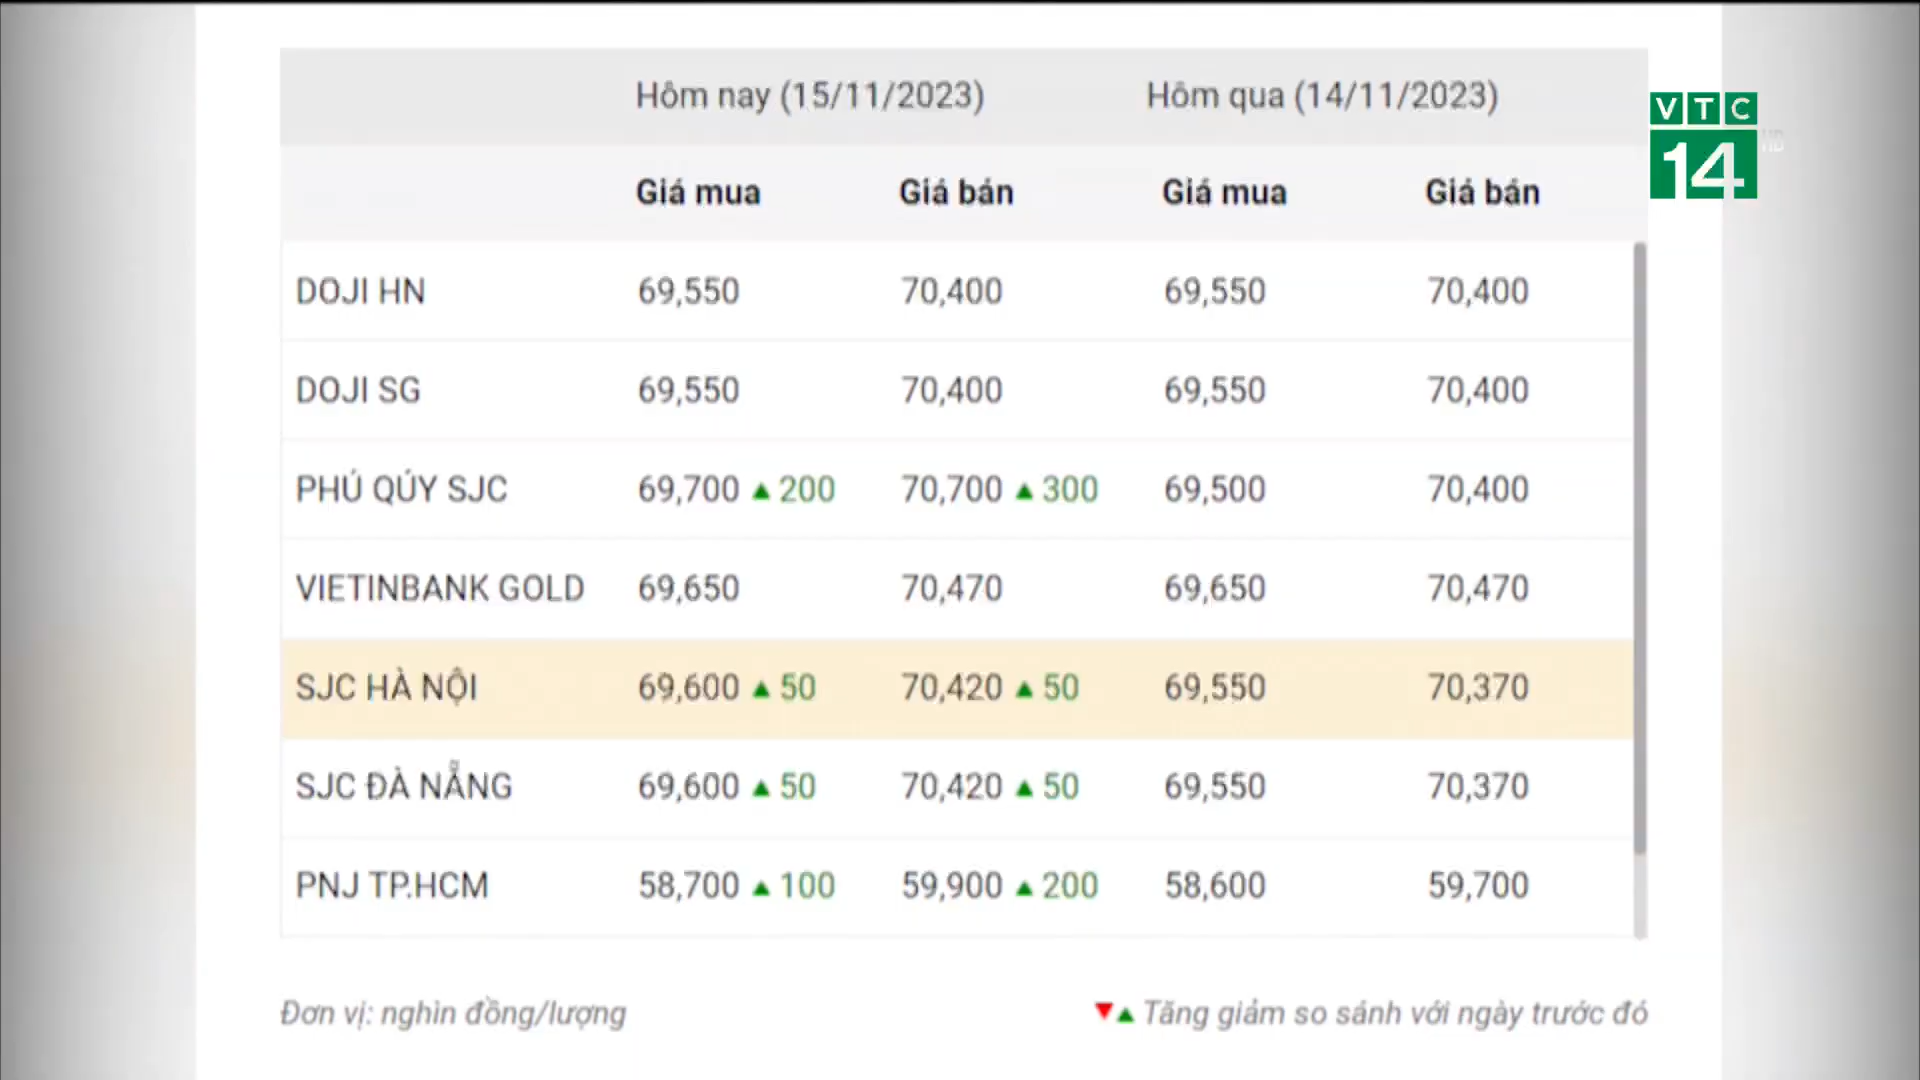 Hôm nay (15/11/2023) Hôm qua (14/11/2023)
VTC
14
HD
Giá mua Giá bán Giá mua Giá bán
DOJI HN 69,550 70,400 69,550 70,400
DOJI SG 69,550 70,400 69,550 70,400
PHÚ QÚY SJC 69,700 ▲200 70,700 ▲300 69,500 70,400
VIETINBANK GOLD 69,650 70,470 69,650 70,470
SJC HÀ NỘI 69,600 ▲50 70,420 ▲50 69,550 70,370
SJC ĐÀ NẴNG 69,600 ▲50 70,420 ▲50 69,550 70,370
PNJ TP.HCM 58,700 ▲100 59,900 ▲200 58,600 59,700
Đơn vị: nghìn đồng/lượng ▼▲ Tăng giảm so sánh với ngày trước đó